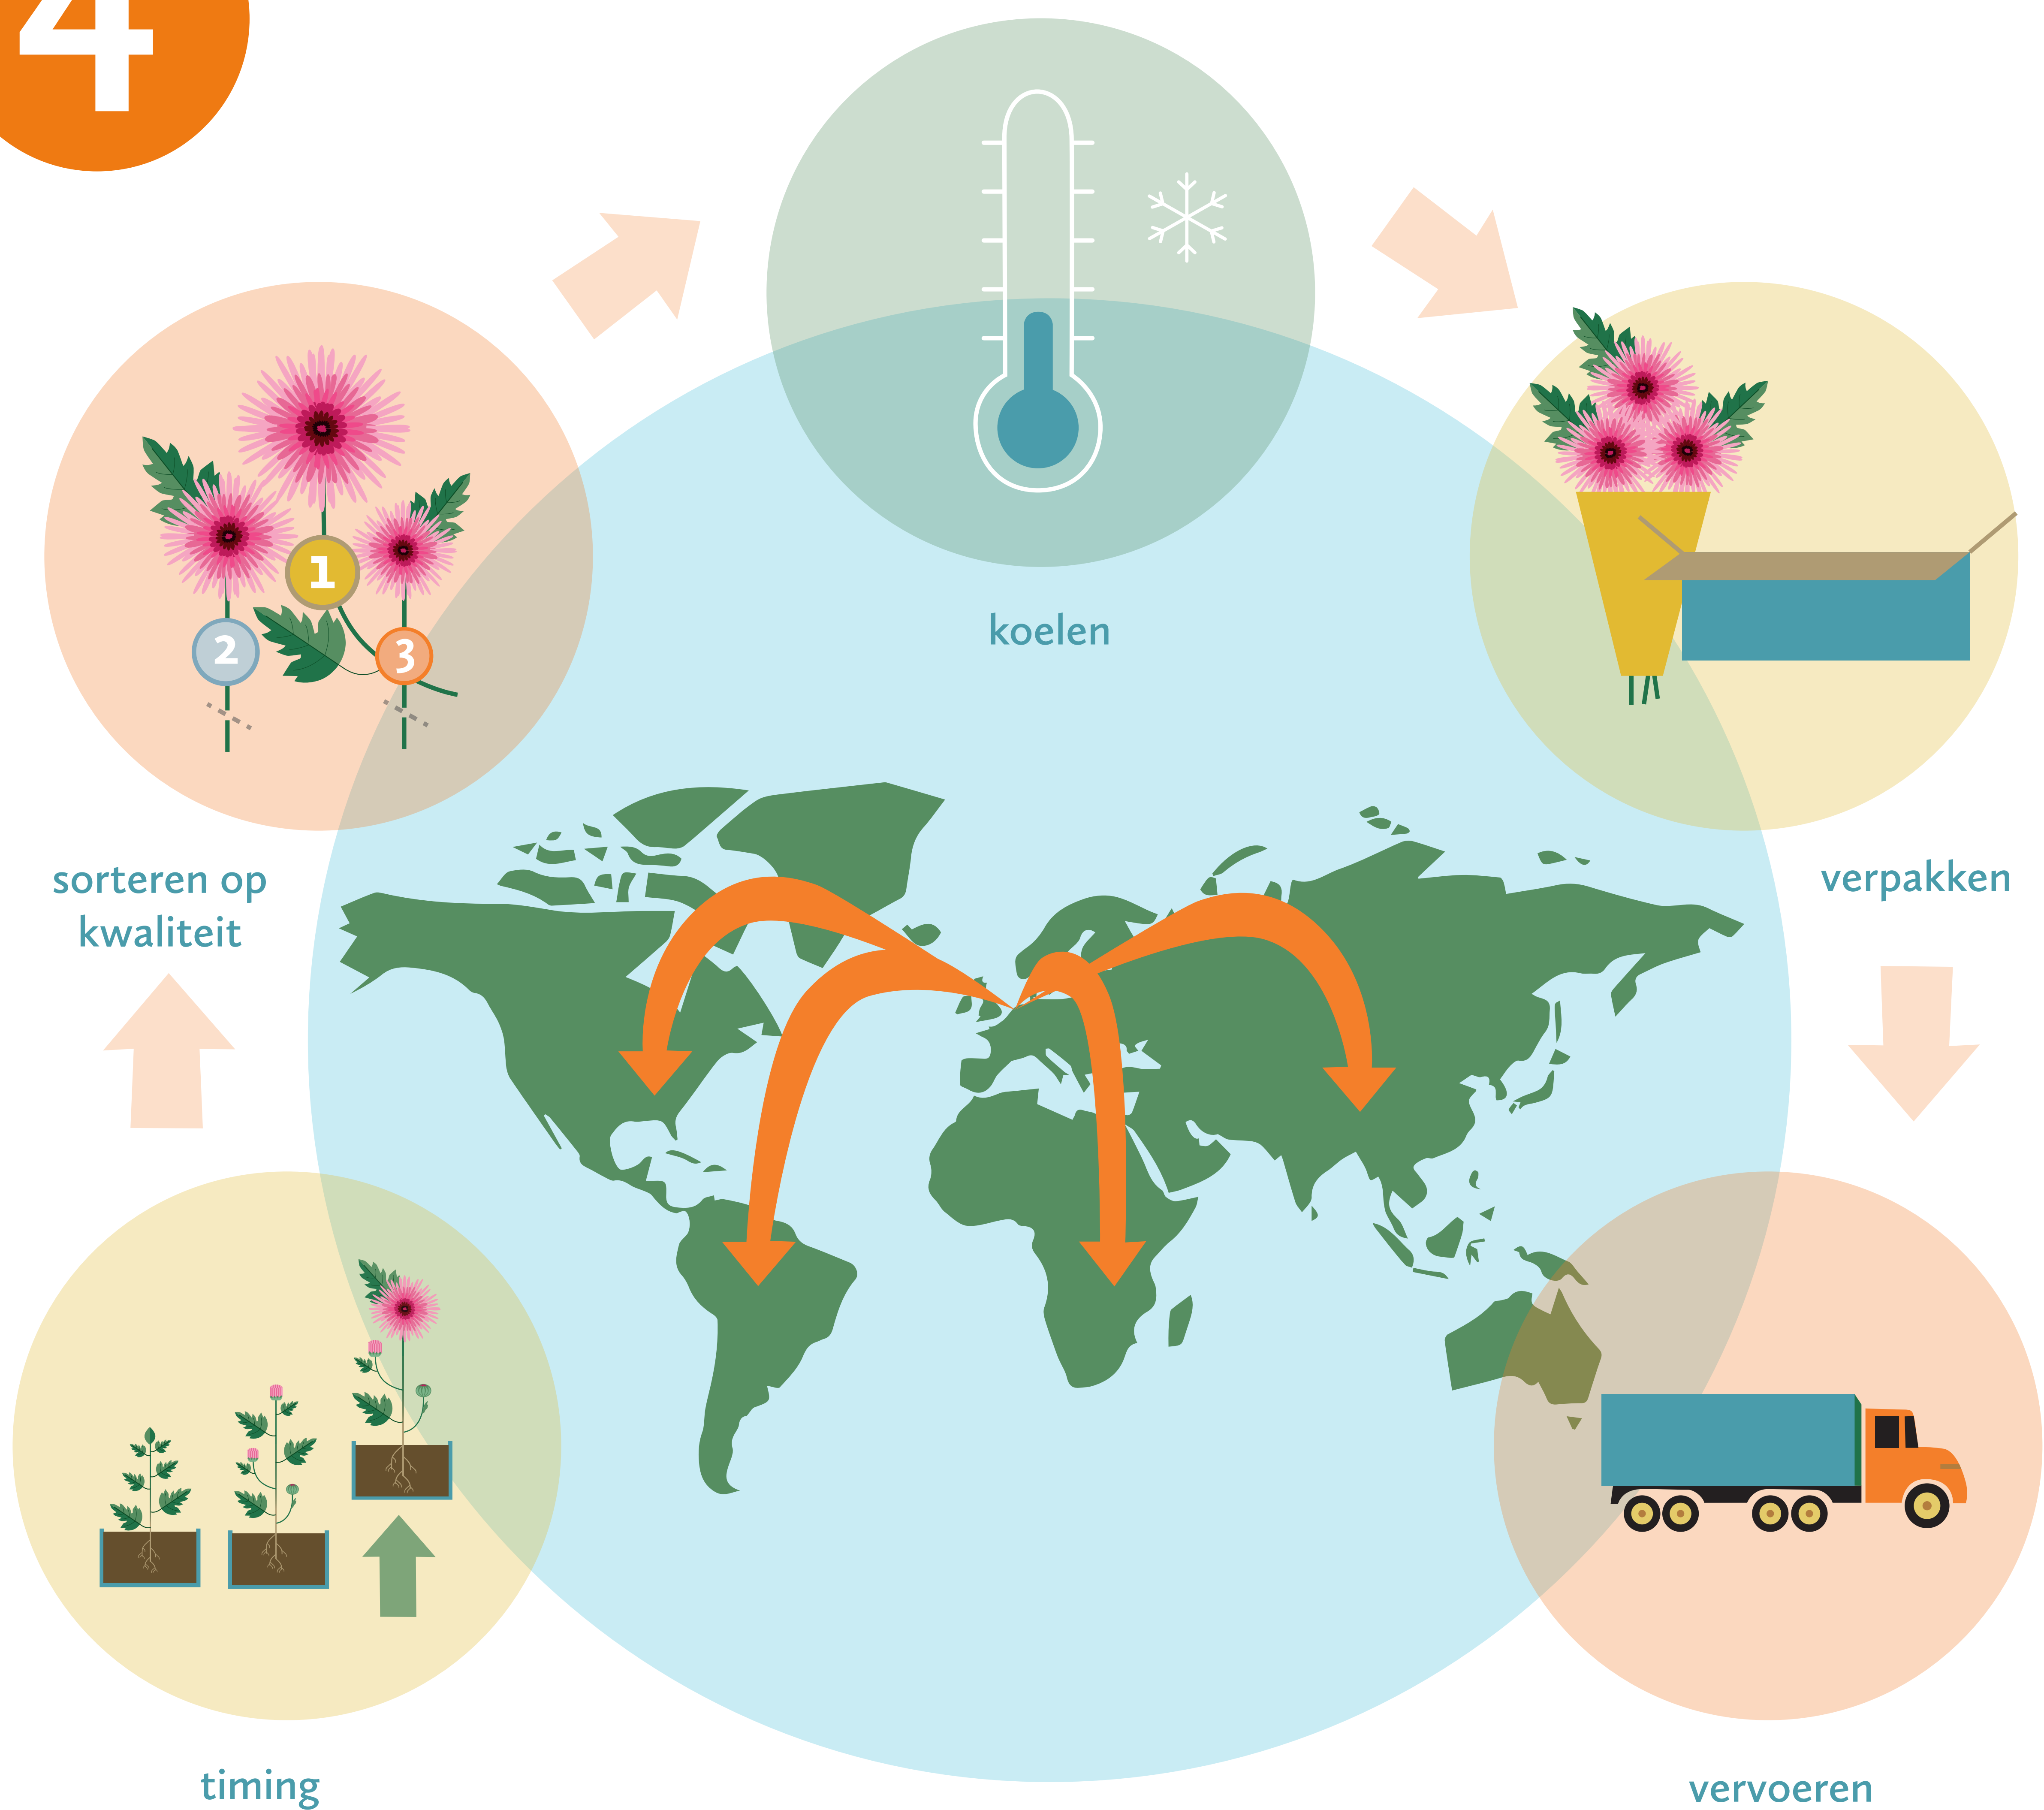 4
1
2
3
koelen
sorteren op
kwaliteit
verpakken
timing
vervoeren